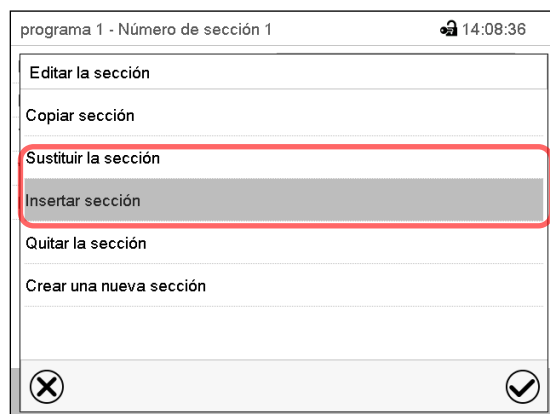 programa 1 - Número de sección 1 14:08:36
Editar la sección
Copiar sección
Sustituir la sección
Insertar sección
Quitar la sección
Crear una nueva sección